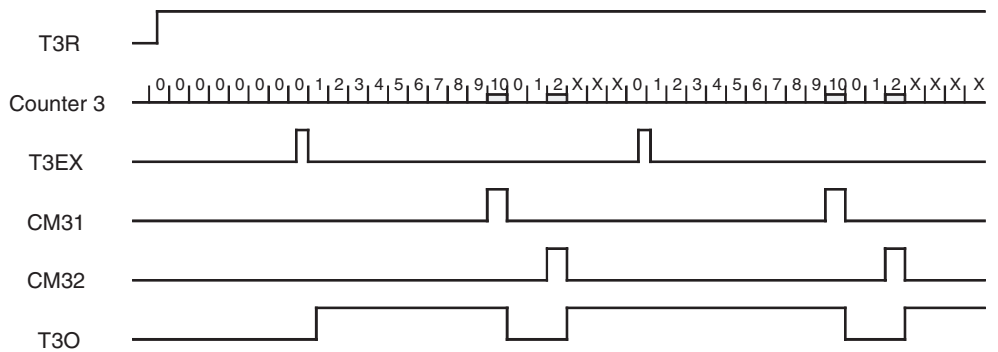 T3R
Counter 3 0 0 0 0 0 0 0 0 1 2 3 4 5 6 7 8 9 10 0 1 2 X X X 0 1 2 3 4 5 6 7 8 9 10 0 1 2 X X X X
T3EX
CM31
CM32
T3O